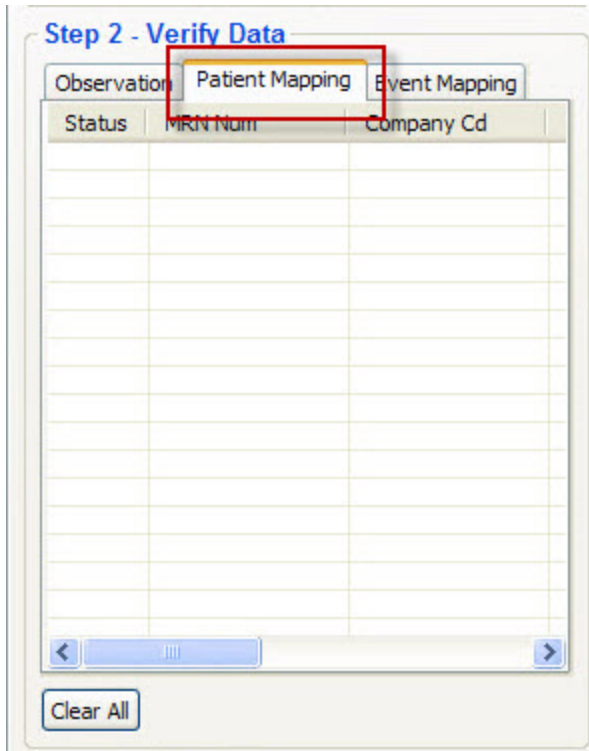 Step 2 - Verify Data
Observation Patient Mapping Event Mapping
Status MRN Num Company Cd
Clear All